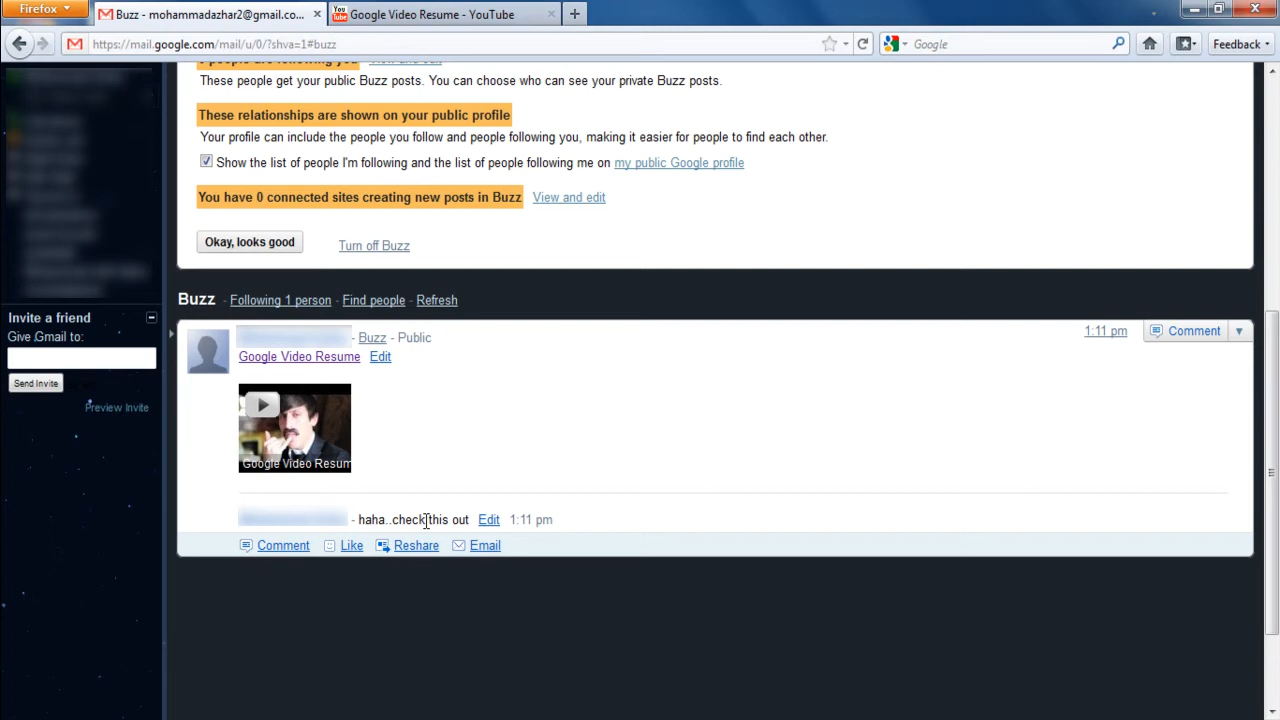 Firefox
Buzz - mohammadazhar2@gmail.co...
Google Video Resume - YouTube
https://mail.google.com/mail/u/0/?shva=1#buzz
Google
Feedback
people are following you View and edit
These people get your public Buzz posts. You can choose who can see your private Buzz posts.
These relationships are shown on your public profile
Your profile can include the people you follow and people following you, making it easier for people to find each other.
Show the list of people I'm following and the list of people following me on my public Google profile
You have 0 connected sites creating new posts in Buzz View and edit
Okay, looks good Turn off Buzz
Buzz - Following 1 person - Find people - Refresh
Invite a friend
Give Gmail to:
Send Invite
Preview Invite
- Buzz - Public 1:11 pm Comment
Google Video Resume Edit
Google Video Resum
- haha..check this out Edit 1:11 pm
Comment Like Reshare Email